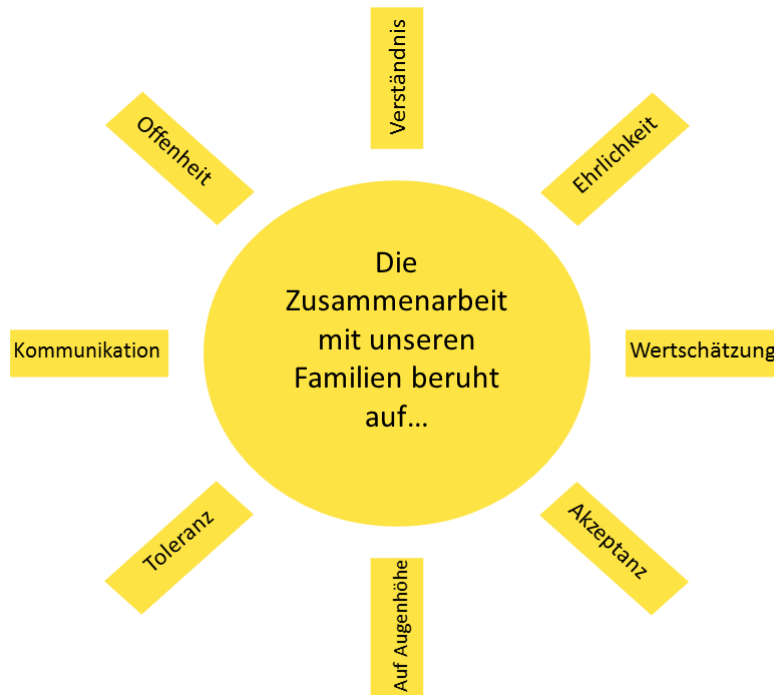 Die
Zusammenarbeit
mit unseren
Familien beruht
auf...
Verständnis
Ehrlichkeit
Wertschätzung
Akzeptanz
Auf Augenhöhe
Toleranz
Kommunikation
Offenheit